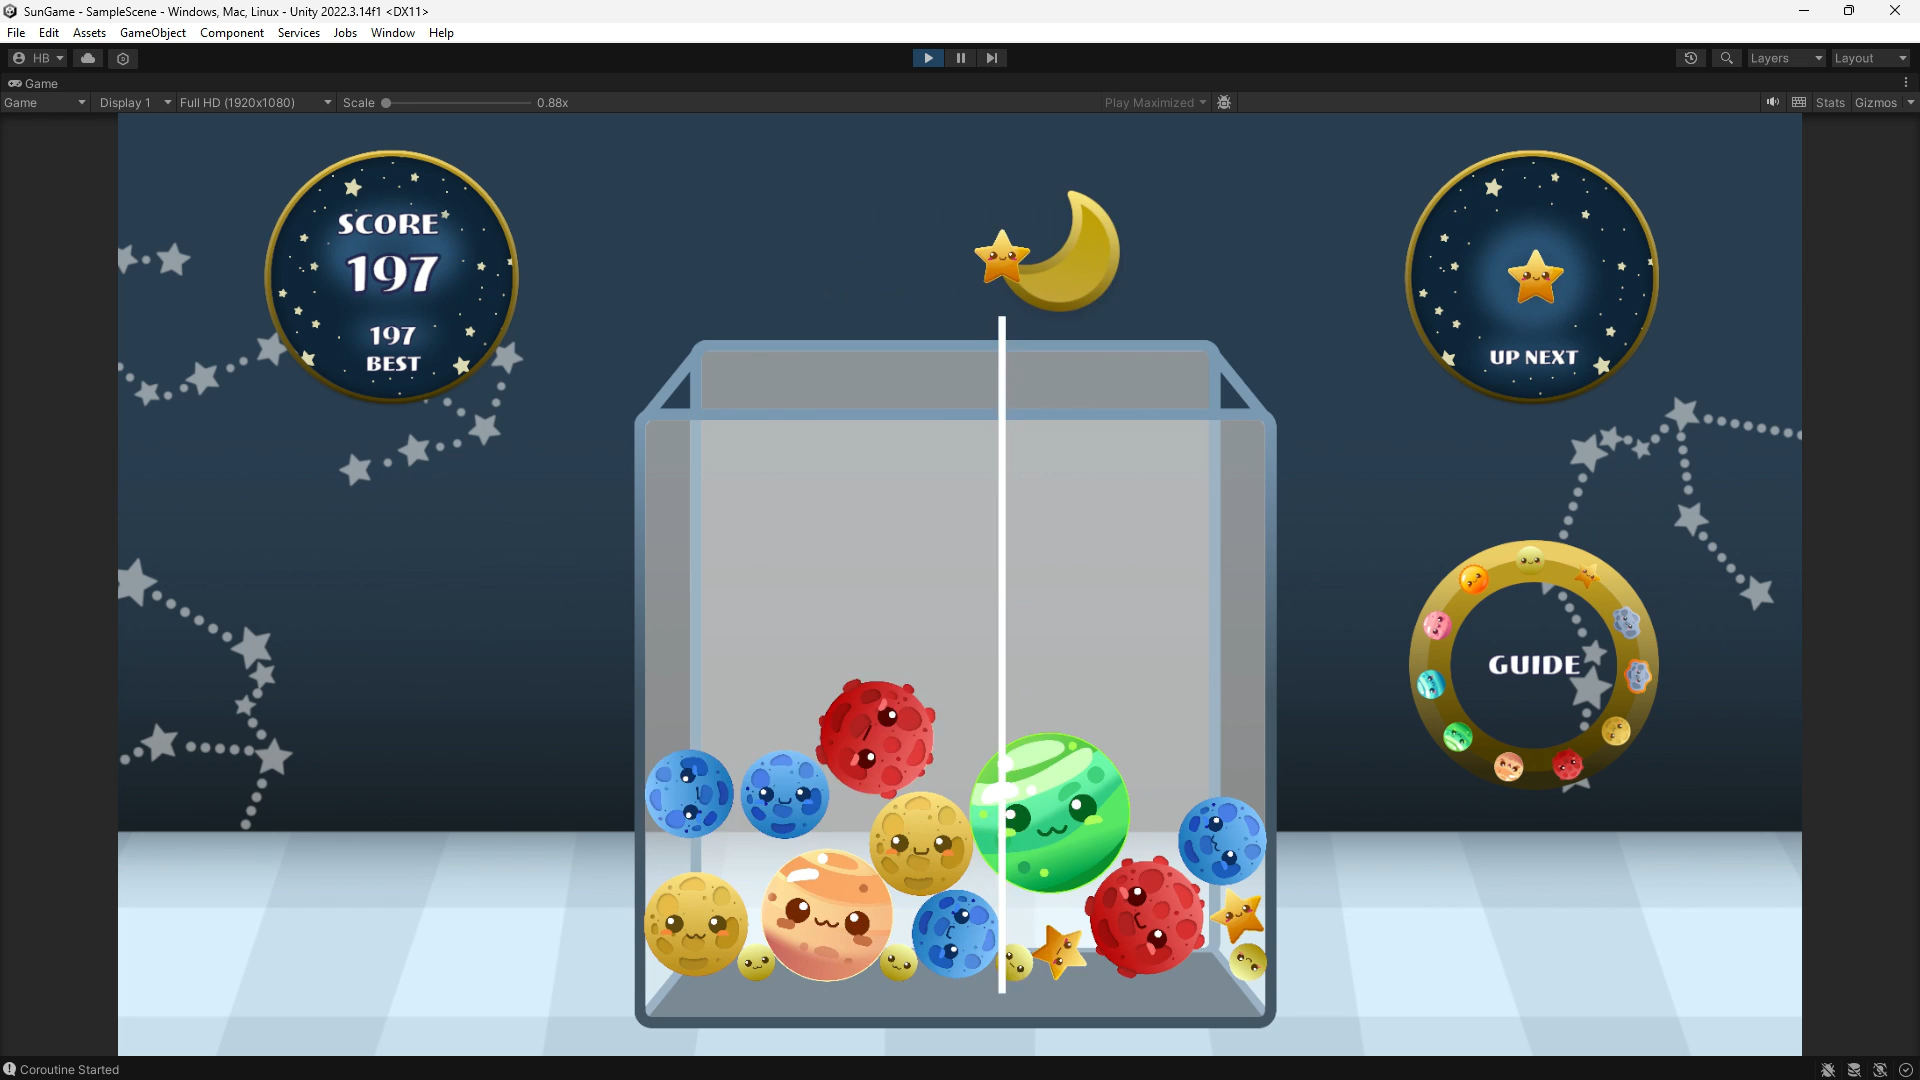 SunGame - SampleScene - Windows, Mac, Linux - Unity 2022.3.14f1 <DX11>
File Edit Assets GameObject Component Services Jobs Window Help
HB Layers Layout
Game
Game Display 1 Full HD (1920x1080) Scale 0.88x Play Maximized Stats Gizmos
SCORE
197
197
BEST
UP NEXT
GUIDE
Coroutine Started